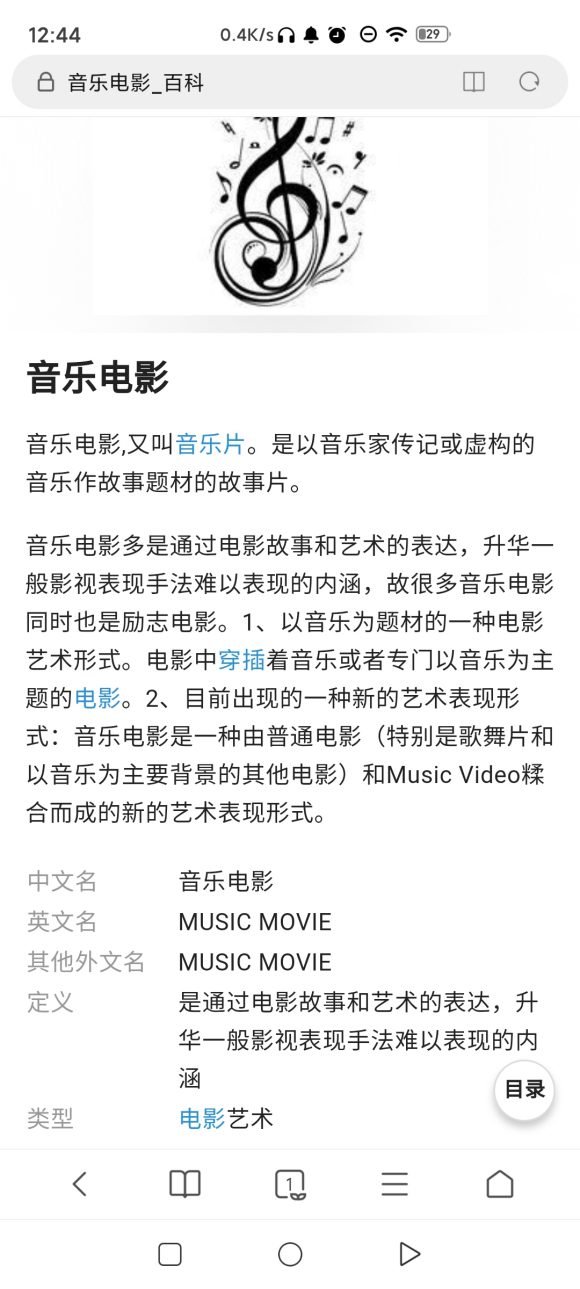 12:44
0.4K/s
29
音乐电影_百科
音乐电影
音乐电影,又叫音乐片。是以音乐家传记或虚构的
音乐作故事题材的故事片。
音乐电影多是通过电影故事和艺术的表达，升华一
般影视表现手法难以表现的内涵，故很多音乐电影
同时也是励志电影。1、以音乐为题材的一种电影
艺术形式。电影中穿插着音乐或者专门以音乐为主
题的电影。2、目前出现的一种新的艺术表现形
式：音乐电影是一种由普通电影（特别是歌舞片和
以音乐为主要背景的其他电影）和Music Video糅
合而成的新的艺术表现形式。
中文名 音乐电影
英文名 MUSIC MOVIE
其他外文名 MUSIC MOVIE
定义 是通过电影故事和艺术的表达，升
华一般影视表现手法难以表现的内
涵
目录
类型 电影艺术
1